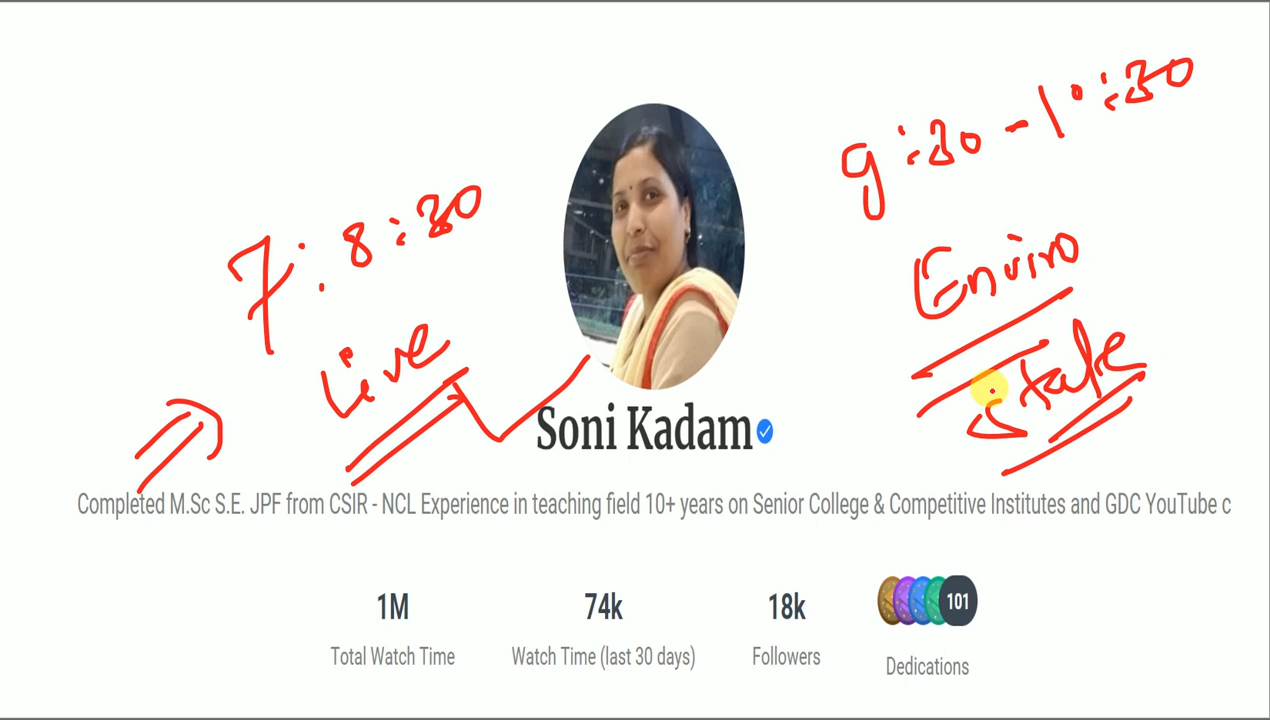 9:30 - 10:30
7: 8:30
Enviro
Live
State
Soni Kadam
Completed M.Sc S.E. JPF from CSIR - NCL Experience in teaching field 10+ years on Senior College & Competitive Institutes and GDC YouTube c
1M 74k 18k 101
Total Watch Time Watch Time (last 30 days) Followers Dedications